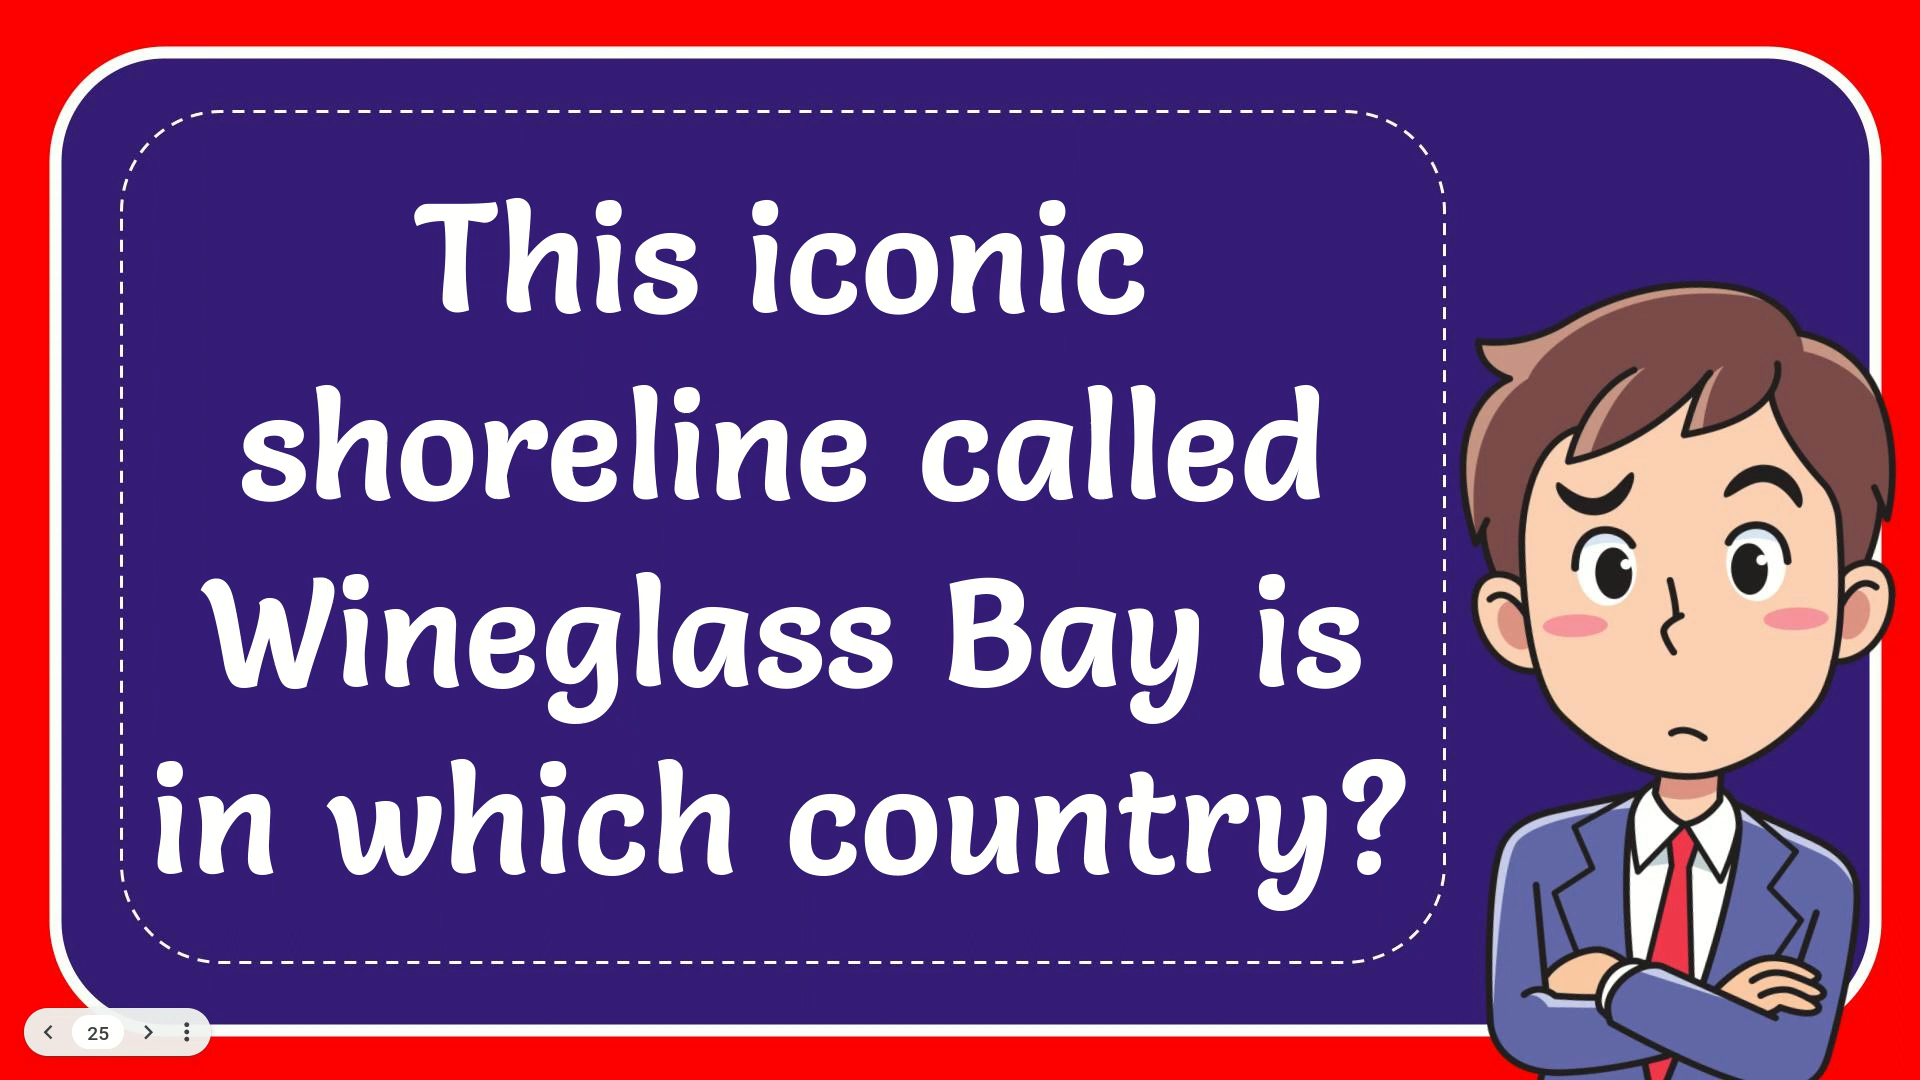 This iconic
shoreline called
Wineglass Bay is
in which country?
25